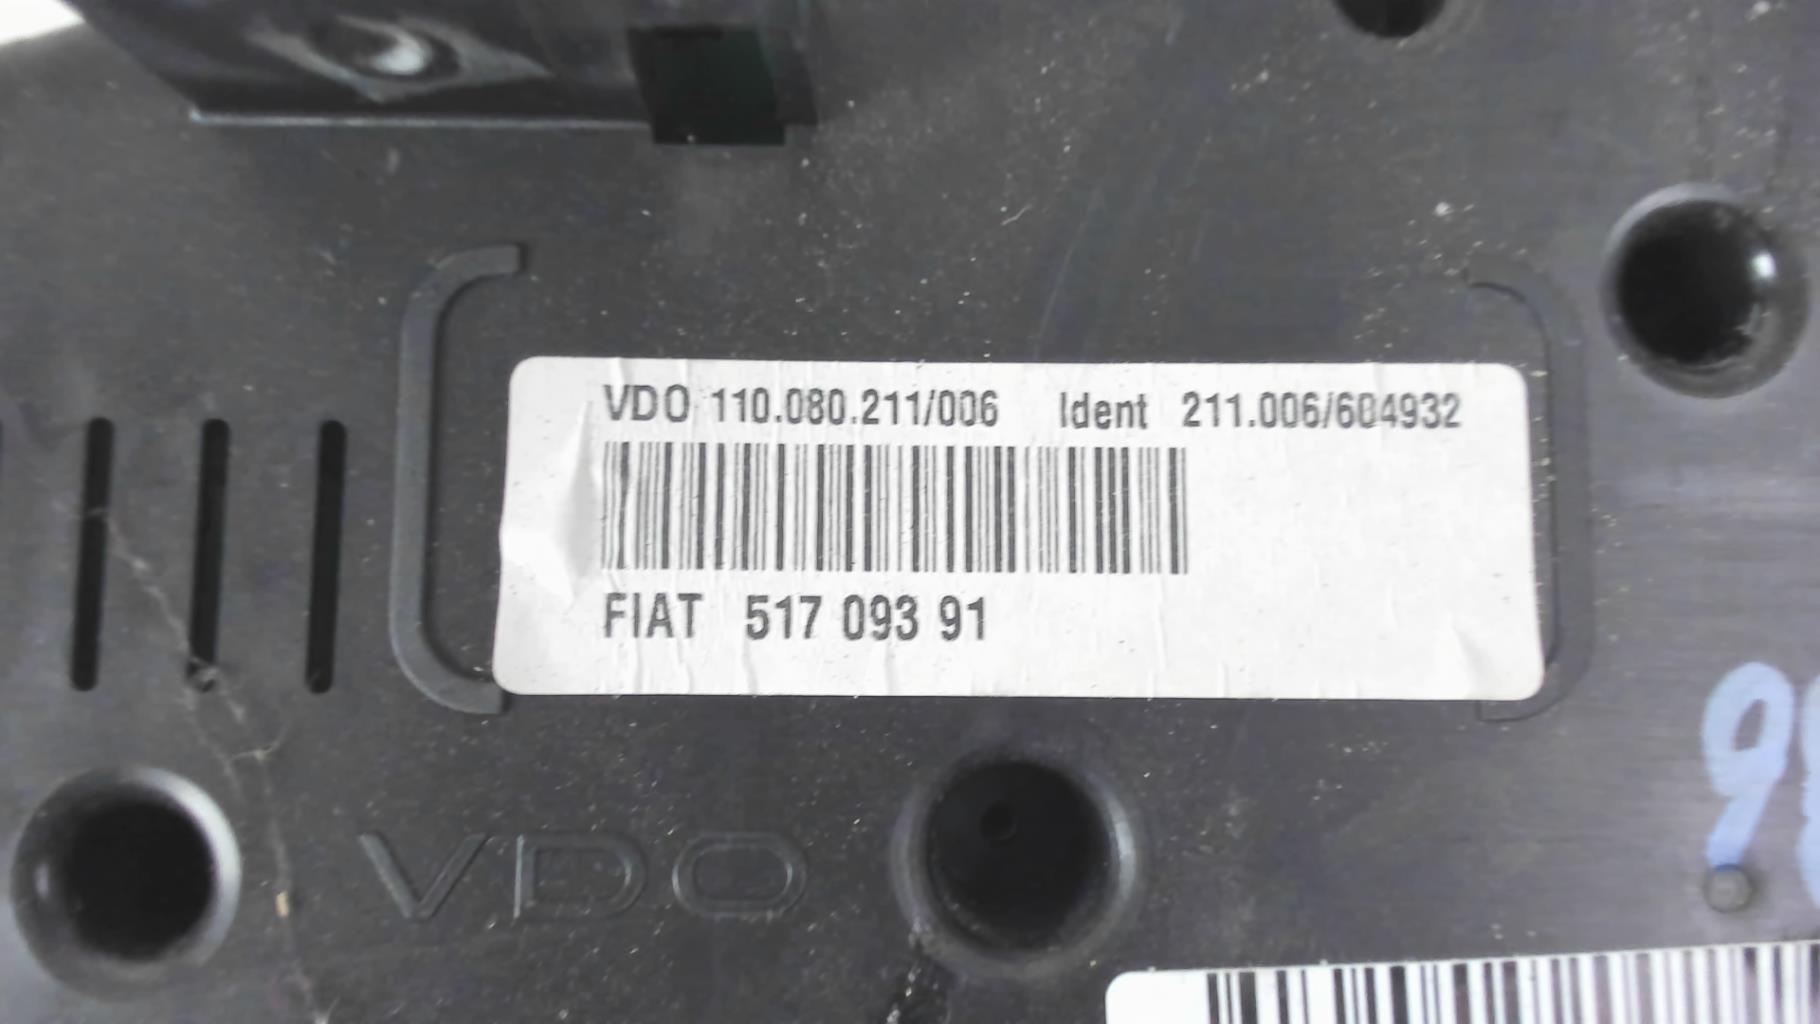 VDO 110.080.211/006 Ident 211.006/604932
FIAT 517 093 91
VDO